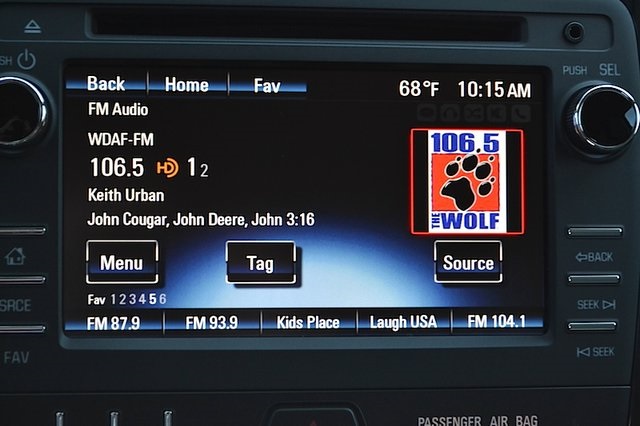 PUSH SEL
Back Home Fav 68°F 10:15 AM
FM Audio
WDAF-FM
106.5 HD 1 2
Keith Urban
John Cougar, John Deere, John 3:16
106.5
THE WOLF
Menu Tag Source
Fav 1 2 3 4 5 6
FM 87.9 FM 93.9 Kids Place Laugh USA FM 104.1
BACK
SEEK
SEEK
FAV
PASSENGER AIR BAG